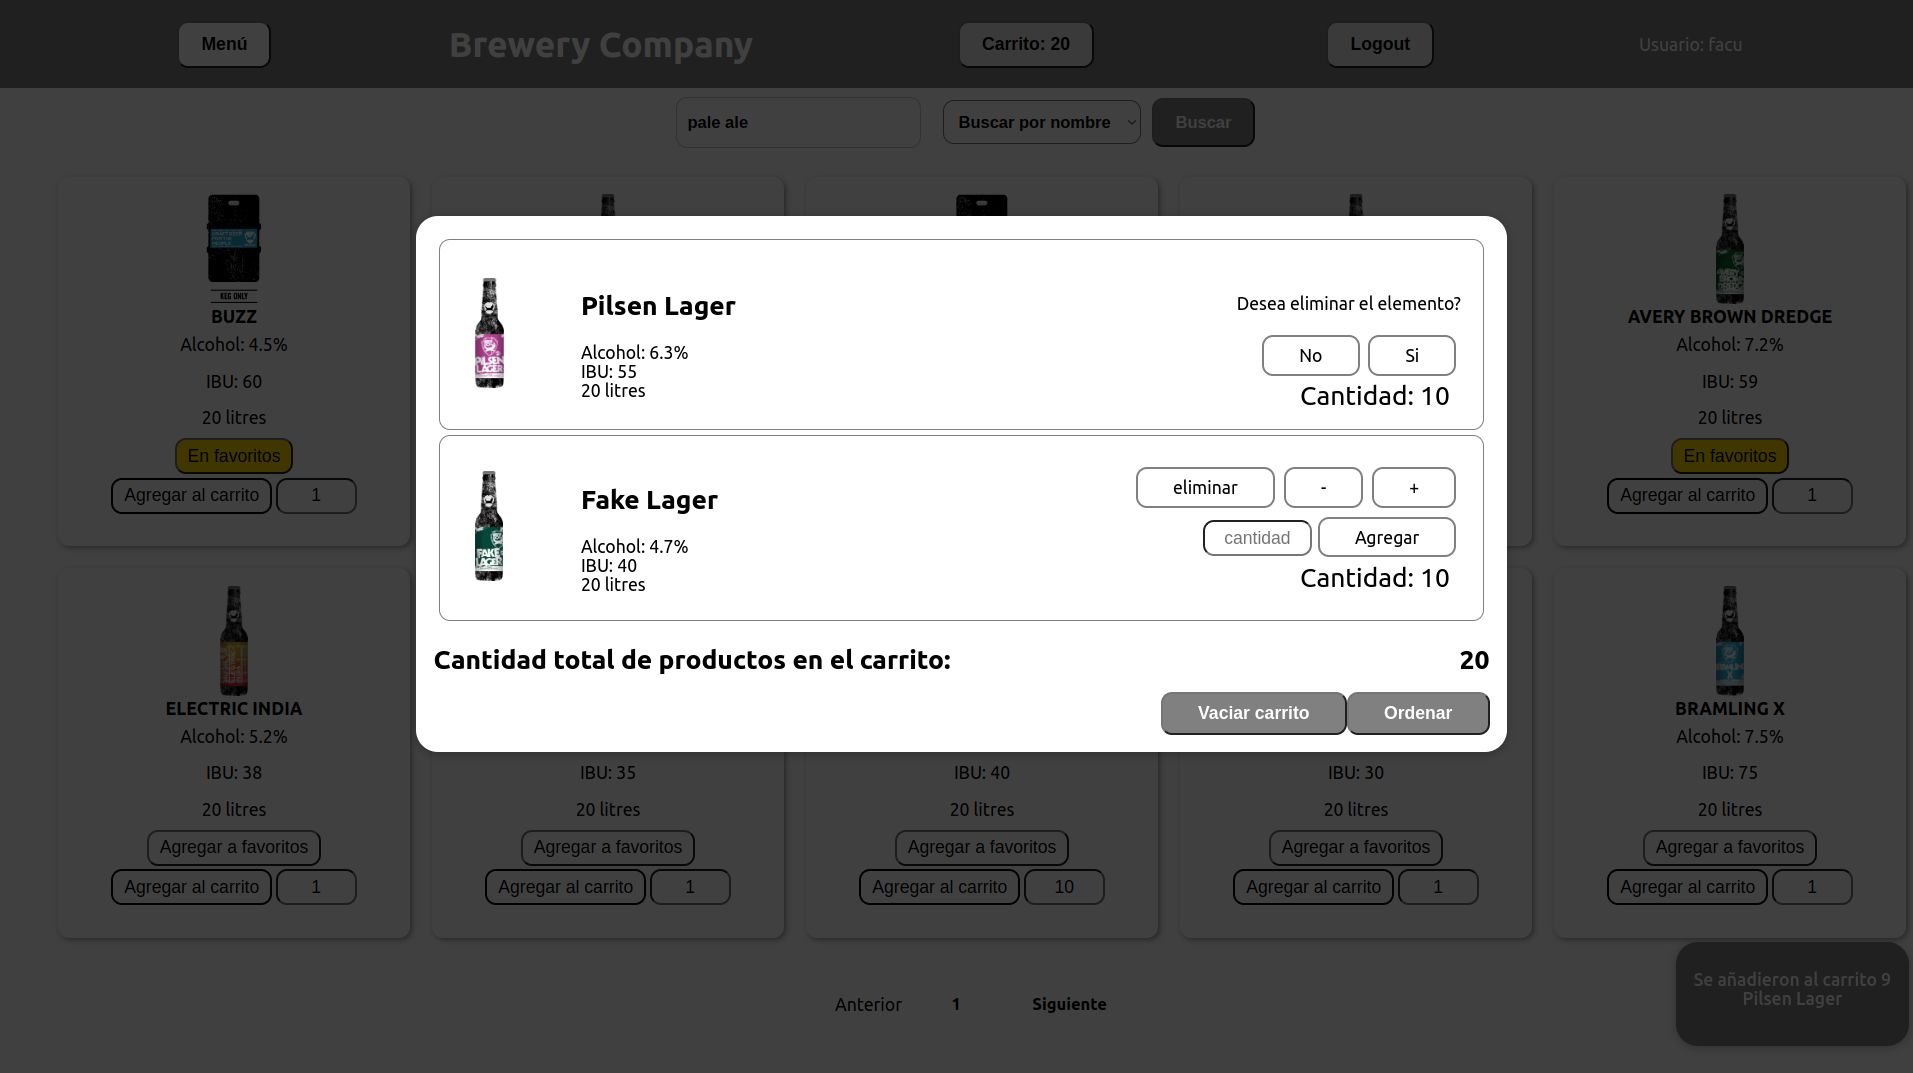 Menú
Brewery Company
Carrito: 20
Logout
Usuario: facu
pale ale
Buscar por nombre
Buscar
KEG ONLY
BUZZ
Alcohol: 4.5%
IBU: 60
20 litres
En favoritos
Agregar al carrito
1
AVERY BROWN DREDGE
Alcohol: 7.2%
IBU: 59
20 litres
En favoritos
Agregar al carrito
1
PILSEN
LAGER
Pilsen Lager
Alcohol: 6.3%
IBU: 55
20 litres
Desea eliminar el elemento?
No
Si
Cantidad: 10
FAKE
LAGER
Fake Lager
Alcohol: 4.7%
IBU: 40
20 litres
eliminar
-
+
cantidad
Agregar
Cantidad: 10
Cantidad total de productos en el carrito:
20
Vaciar carrito
Ordenar
ELECTRIC INDIA
Alcohol: 5.2%
IBU: 38
20 litres
Agregar a favoritos
Agregar al carrito
1
IBU: 35
20 litres
Agregar a favoritos
Agregar al carrito
1
IBU: 40
20 litres
Agregar a favoritos
Agregar al carrito
10
IBU: 30
20 litres
Agregar a favoritos
Agregar al carrito
1
BRAMLING X
Alcohol: 7.5%
IBU: 75
20 litres
Agregar a favoritos
Agregar al carrito
1
Anterior
1
Siguiente
Se añadieron al carrito 9
Pilsen Lager